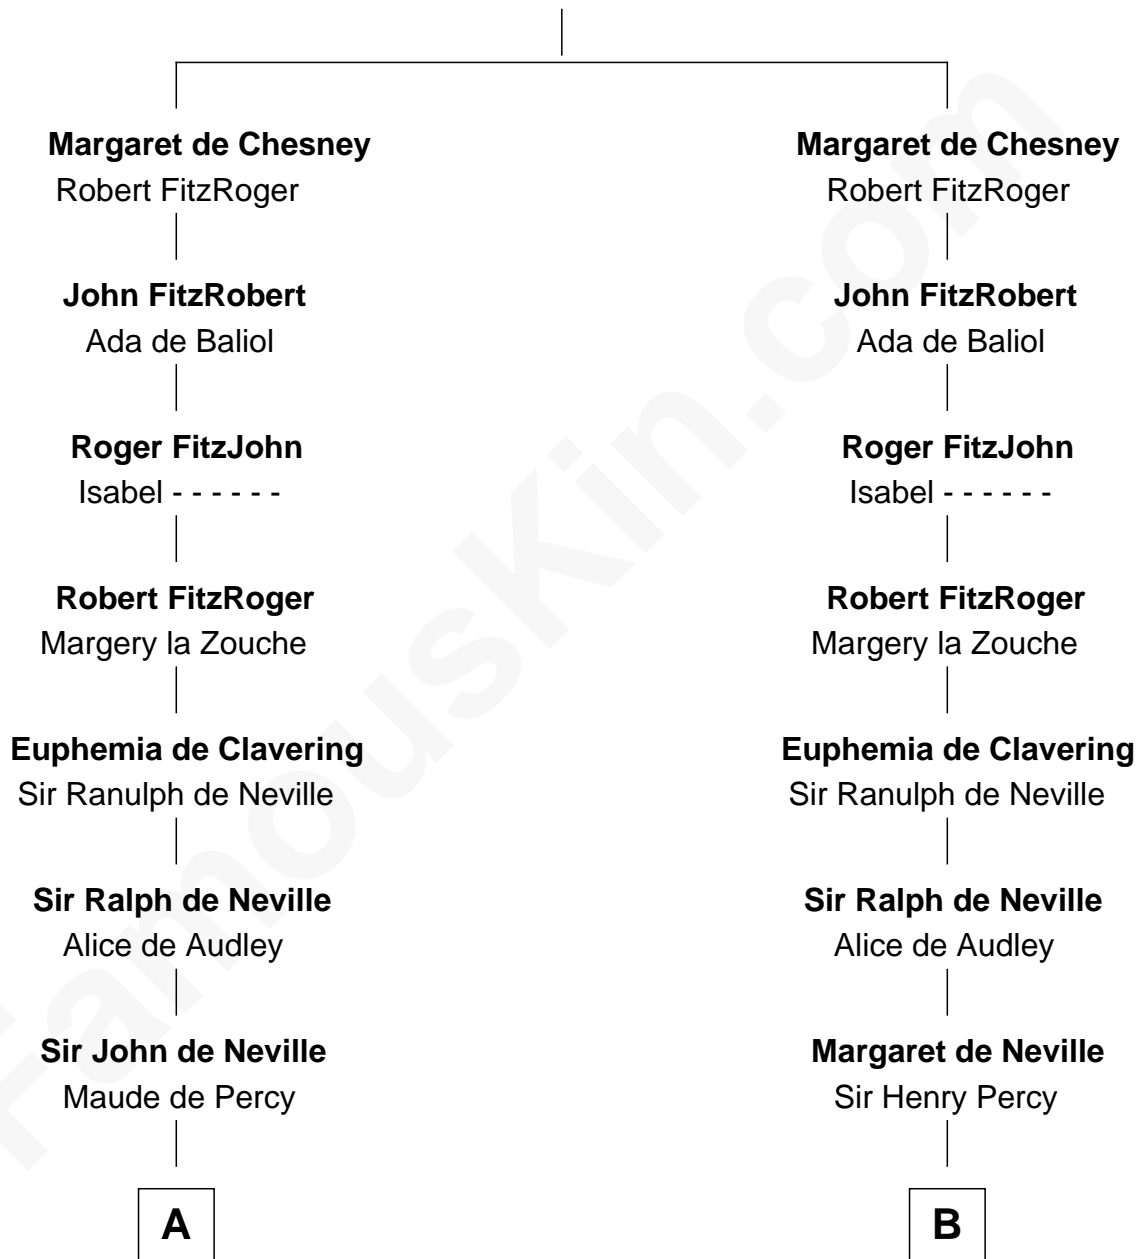 Margaret de Chesney
Robert FitzRoger
John FitzRobert
Ada de Baliol
Roger FitzJohn
Isabel - - - - - -
Robert FitzRoger
Margery la Zouche
Euphemia de Clavering
Sir Ranulph de Neville
Sir Ralph de Neville
Alice de Audley
Sir John de Neville
Maude de Percy
A
Margaret de Chesney
Robert FitzRoger
John FitzRobert
Ada de Baliol
Roger FitzJohn
Isabel - - - - - -
Robert FitzRoger
Margery la Zouche
Euphemia de Clavering
Sir Ranulph de Neville
Sir Ralph de Neville
Alice de Audley
Margaret de Neville
Sir Henry Percy
B
FamousKin.com